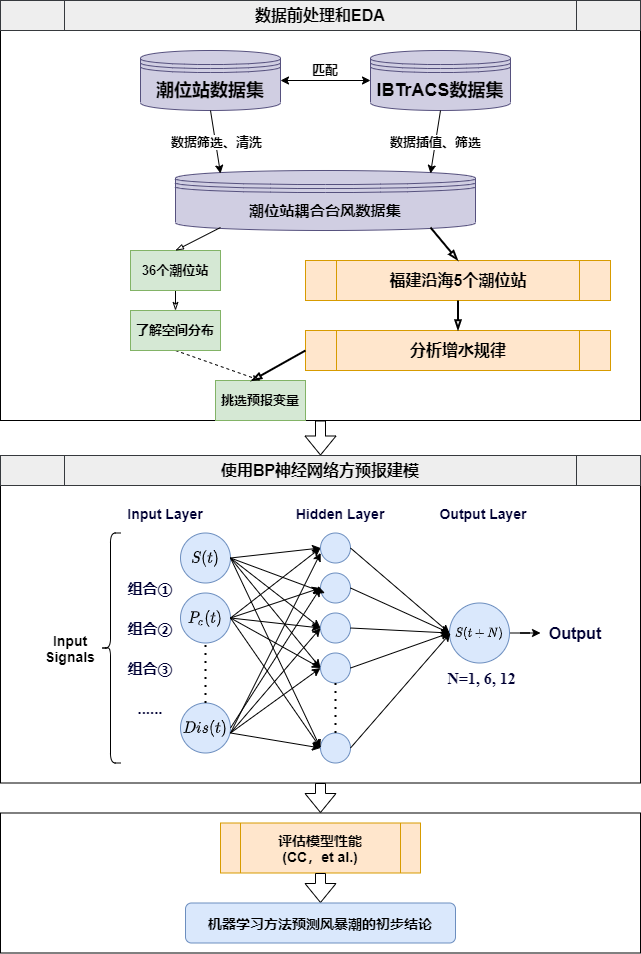 数据前处理和EDA
潮位站数据集
匹配
IBTrACS数据集
数据筛选、清洗
数据插值、筛选
潮位站耦合台风数据集
36个潮位站
福建沿海5个潮位站
了解空间分布
分析增水规律
挑选预报变量
使用BP神经网络方预报建模
Input Layer
Hidden Layer
Output Layer
S(t)
组合①
P_c(t)
组合②
Input
Signals
组合③
......
Dis(t)
S(t+N)
Output
N=1, 6, 12
评估模型性能
(CC，et al.)
机器学习方法预测风暴潮的初步结论